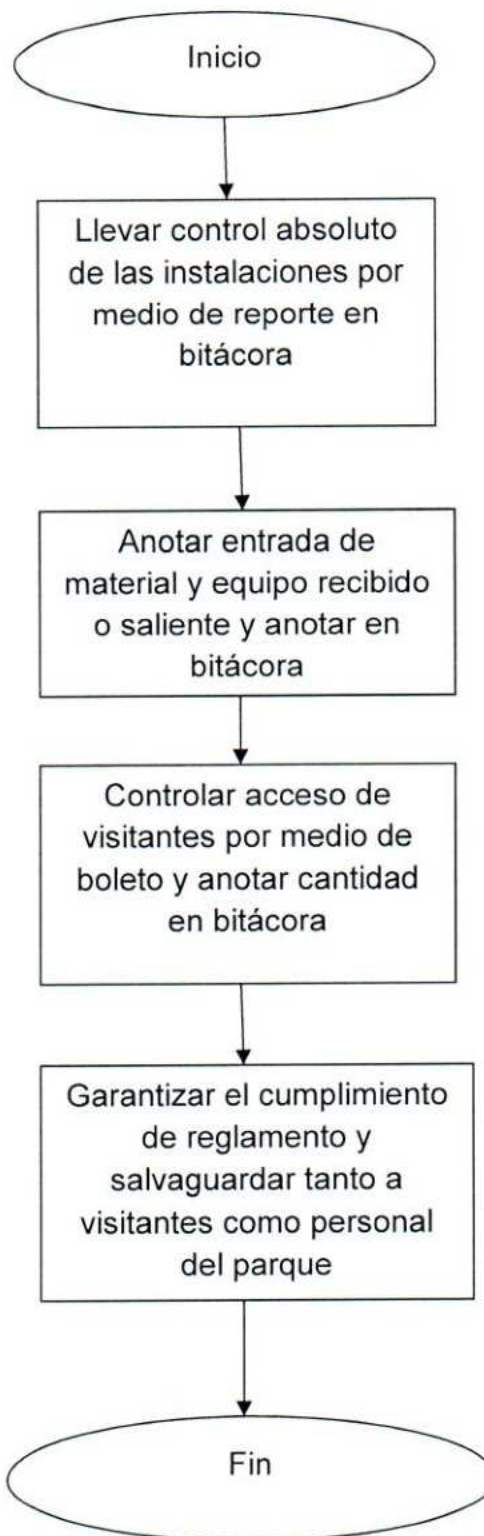 Inicio
Llevar control absoluto
de las instalaciones por
medio de reporte en
bitácora
Anotar entrada de
material y equipo recibido
o saliente y anotar en
bitácora
Controlar acceso de
visitantes por medio de
boleto y anotar cantidad
en bitácora
Garantizar el cumplimiento
de reglamento y
salvaguardar tanto a
visitantes como personal
del parque
Fin